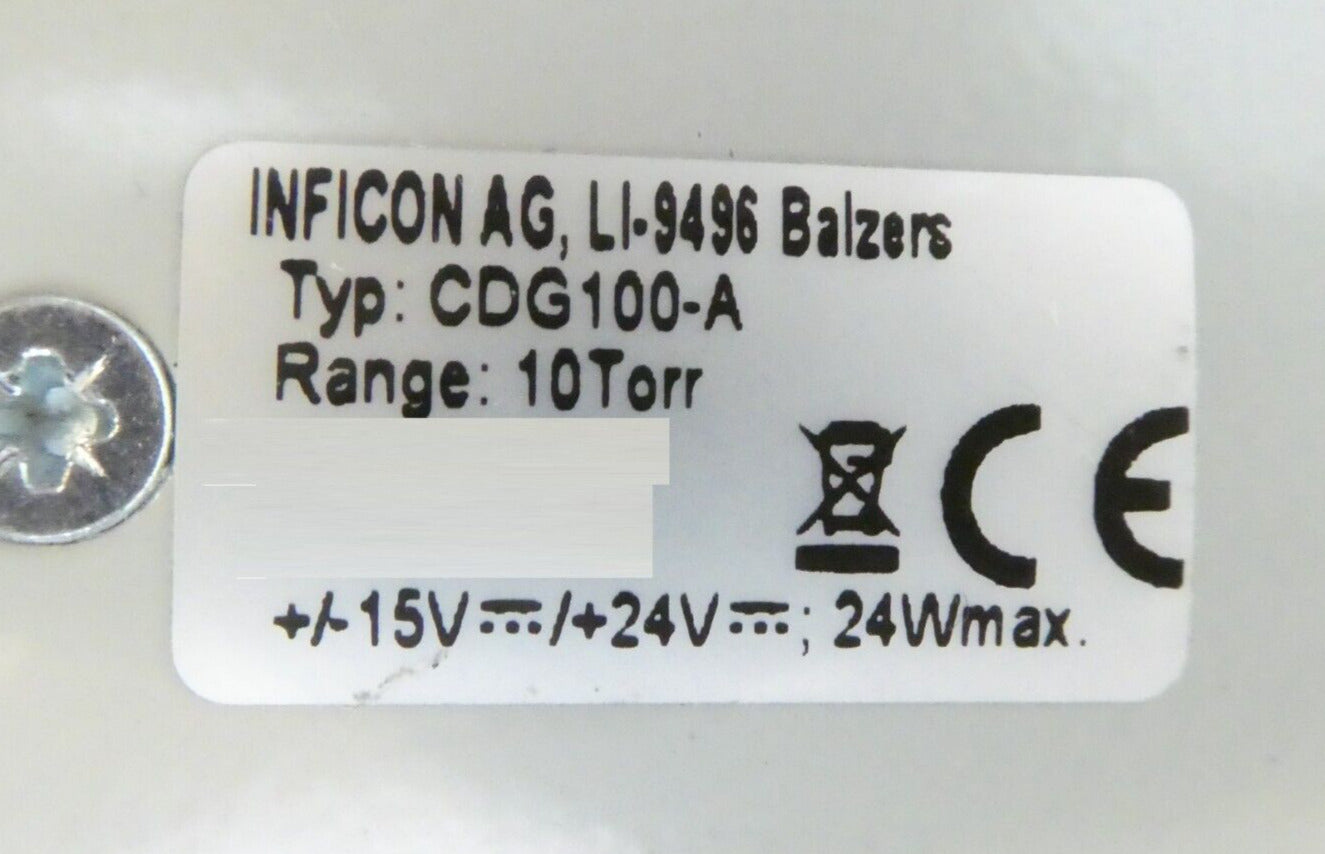 INFICON AG, LI-9496 Balzers
Typ: CDG100-A
Range: 10Torr
CE
+/-15V⎓/+24V⎓; 24Wmax.